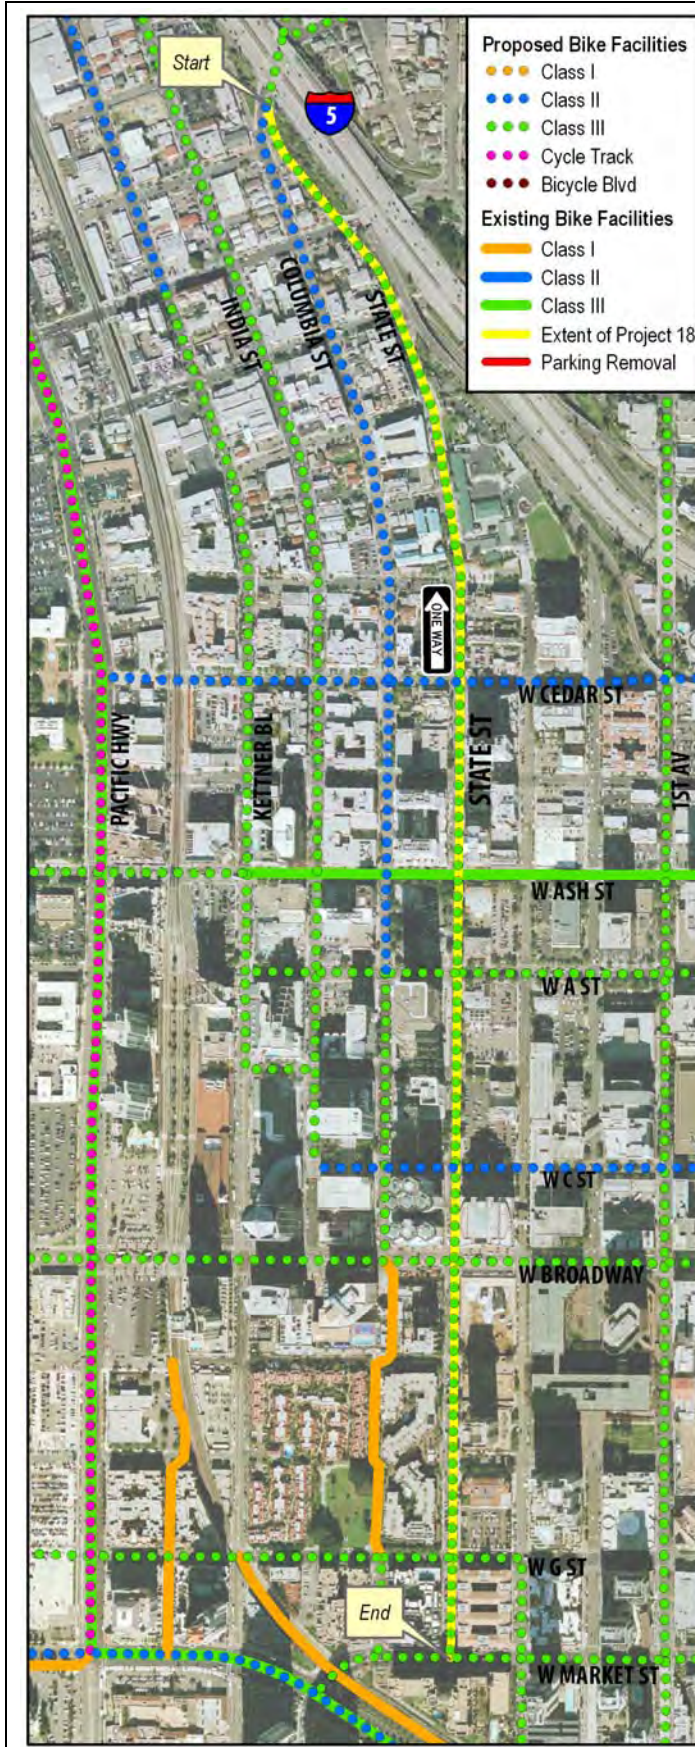 Start
5
Proposed Bike Facilities
Class I
Class II
Class III
Cycle Track
Bicycle Blvd
Existing Bike Facilities
Class I
Class II
Class III
Extent of Project 18
Parking Removal
INDIA ST
COLUMBIA ST
STATE ST
ONE WAY
W CEDAR ST
PACIFIC HWY
KETTNER BL
STATE ST
1ST AV
W ASH ST
W A ST
W C ST
W BROADWAY
W G ST
End
W MARKET ST